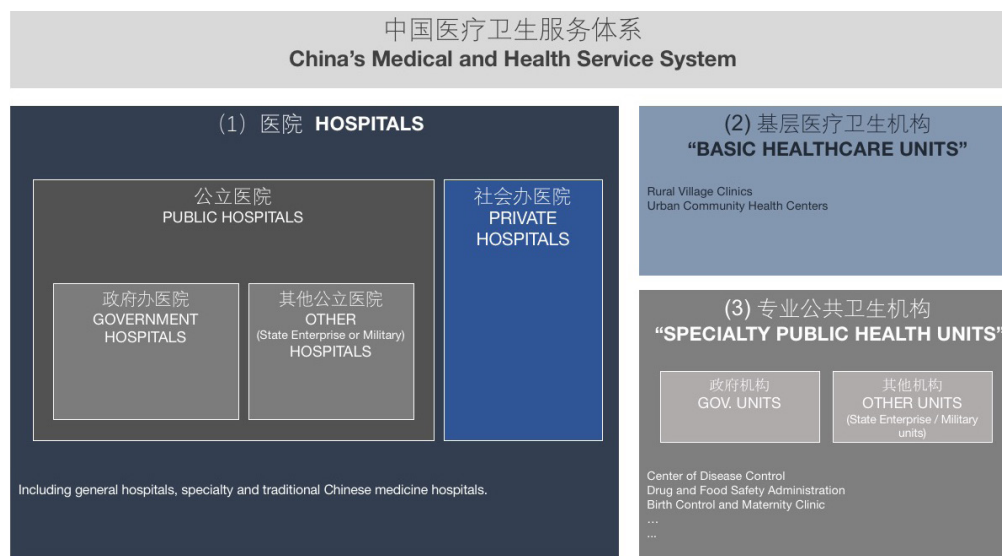 中国医疗卫生服务体系
China's Medical and Health Service System
(1) 医院 HOSPITALS
公立医院
PUBLIC HOSPITALS
政府办医院
GOVERNMENT
HOSPITALS
其他公立医院
OTHER
(State Enterprise or Military)
HOSPITALS
社会办医院
PRIVATE
HOSPITALS
Including general hospitals, specialty and traditional Chinese medicine hospitals.
(2) 基层医疗卫生机构
“BASIC HEALTHCARE UNITS”
Rural Village Clinics
Urban Community Health Centers
(3) 专业公共卫生机构
“SPECIALTY PUBLIC HEALTH UNITS”
政府机构
GOV. UNITS
其他机构
OTHER UNITS
(State Enterprise / Military
units)
Center of Disease Control
Drug and Food Safety Administration
Birth Control and Maternity Clinic
…
...